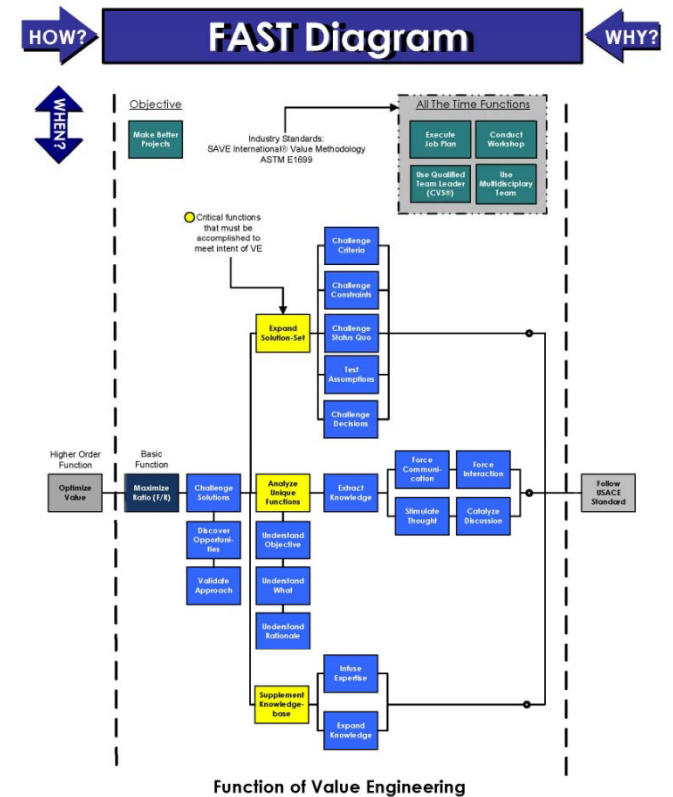 HOW?
FAST Diagram
WHY?
WHEN?
Objective
Make Better
Projects
Industry Standards:
SAVE International® Value Methodology
ASTM E1699
All The Time Functions
Execute
Job Plan
Conduct
Workshop
Use Qualified
Team Leader
(CVS®)
Use
Multidisciplary
Team
Critical functions
that must be
accomplished to
meet intent of VE
Challenge
Criteria
Challenge
Constraints
Expand
Solution-Set
Challenge
Status Quo
Test
Assumptions
Challenge
Decisions
Higher Order
Function
Basic
Function
Optimize
Value
Maximize
Ratio (F/R)
Challenge
Solutions
Analyze
Unique
Functions
Extract
Knowledge
Force
Communi-
cation
Force
Interaction
Stimulate
Thought
Catalyze
Discussion
Follow
USACE
Standard
Discover
Opportuni-
ties
Understand
Objective
Validate
Approach
Understand
What
Understand
Rationale
Supplement
Knowledge-
base
Infuse
Expertise
Expand
Knowledge
Function of Value Engineering